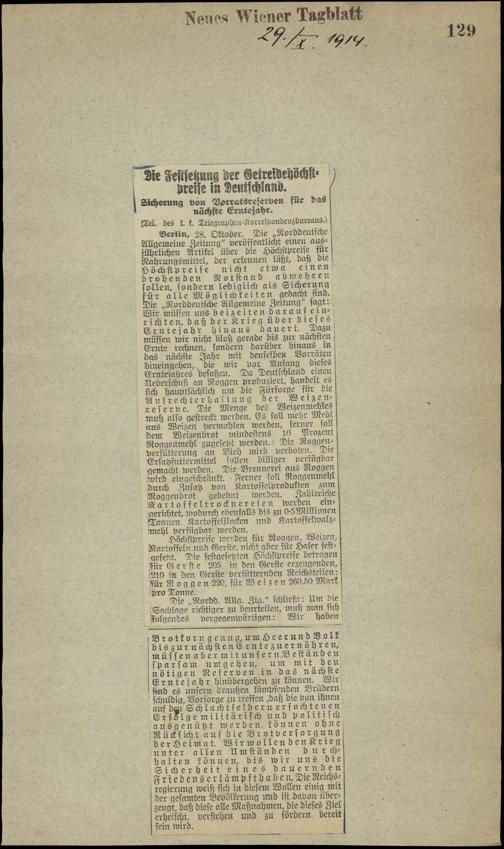 Neues Wiener Tagblatt
29./X. 1914.
129
Die Festsetzung der Getreidehöchst-
preise in Deutschland.
Sicherung von Vorratsreserven für das
nächste Erntejahr.
(Tel. des k. k. Telegraphen-Korrespondenzbureaus.)
Berlin, 28. Oktober. Die „Norddeutsche
Allgemeine Zeitung“ veröffentlicht einen aus-
führlichen Artikel über die Höchstpreise für
Nahrungsmittel, der erkennen läßt, daß die
Höchstpreise nicht etwa einen
drohenden Notstand abwehren
sollen, sondern lediglich als Sicherung
für alle Möglichkeiten gedacht sind.
Die „Norddeutsche Allgemeine Zeitung“ sagt:
Wir müssen uns beizeiten darauf ein-
richten, daß der Krieg über dieses
Erntejahr hinaus dauert. Dazu
müssen wir nicht bloß gerade bis zur nächsten
Ernte rechnen, sondern darüber hinaus in
das nächste Jahr mit denselben Vorräten
hineingehen, die wir vor Anfang dieses
Erntejahres besaßen. Da Deutschland einen
Ueberschuß an Roggen produziert, handelt es
sich hauptsächlich um die Fürsorge für die
Aufrechterhaltung der Weizen-
reserve. Die Menge des Weizenmehles
muß also gestreckt werden. Es soll mehr Mehl
aus Weizen vermahlen werden, ferner soll
dem Weizenbrot mindestens 10 Prozent
Roggenmehl zugesetzt werden. Die Roggen-
verfütterung an Vieh wird verboten. Die
Ersatzfuttermittel sollen billiger verfügbar
gemacht werden. Die Brennerei aus Roggen
wird eingeschränkt. Ferner soll Roggenmehl
durch Zusatz von Kartoffelprodukten zum
Roggenbrot gedehnt werden. Zahlreiche
Kartoffeltrocknereien werden ein-
gerichtet, wodurch ebenfalls bis zu 0·5 Millionen
Tonnen Kartoffelflocken und Kartoffelwalz-
mehl verfügbar werden.
Höchstpreise werden für Roggen, Weizen,
Kartoffeln und Gerste, nicht aber für Hafer fest-
gesetzt. Die festgesetzten Höchstpreise betragen
für Gerste 205 in den Gerste erzeugenden,
210 in den Gerste verfütternden Reichsteilen;
für Roggen 220, für Weizen 260.50 Mark
pro Tonne.
Die „Nordd. Allg. Ztg.“ schließt: Um die
Sachlage richtiger zu beurteilen, muß man sich
folgendes vergegenwärtigen: Wir haben
Brotkorn genug, um Heer und Volk
bis zur nächsten Ernte zu ernähren,
müssen aber mit unsern Beständen
sparsam umgehen, um mit den
nötigen Reserven in das nächste
Erntejahr hinübergehen zu können. Wir
sind es unsern draußen kämpfenden Brüdern
schuldig, Vorsorge zu treffen, daß die von ihnen
auf den Schlachtfeldern erfochtenen
Erfolge militärisch und politisch
ausgenützt werden können ohne
Rücksicht auf die Brotversorgung
der Heimat. Wir wollen den Krieg
unter allen Umständen durch-
halten können, bis wir uns die
Sicherheit eines dauernden
Friedens erkämpft haben. Die Reichs-
regierung weiß sich in diesem Wollen einig mit
der gesamten Bevölkerung und ist davon über-
zeugt, daß diese alle Maßnahmen, die dieses Ziel
erheischt, verstehen und zu fördern bereit
sein wird.